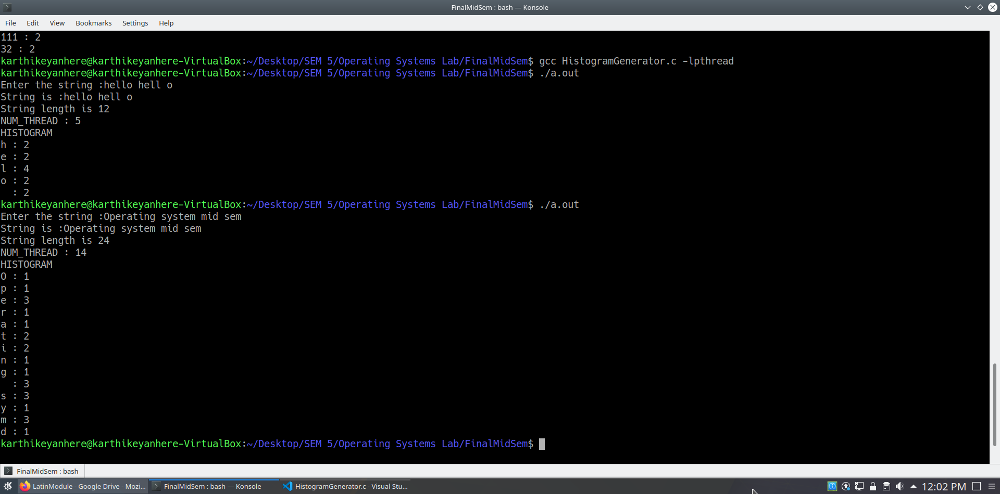 FinalMidSem : bash — Konsole
File Edit View Bookmarks Settings Help
111 : 2
32 : 2
karthikeyanhere@karthikeyanhere-VirtualBox:~/Desktop/SEM 5/Operating Systems Lab/FinalMidSem$ gcc HistogramGenerator.c -lpthread
karthikeyanhere@karthikeyanhere-VirtualBox:~/Desktop/SEM 5/Operating Systems Lab/FinalMidSem$ ./a.out
Enter the string :hello hell o
String is :hello hell o
String length is 12
NUM_THREAD : 5
HISTOGRAM
h : 2
e : 2
l : 4
o : 2
  : 2
karthikeyanhere@karthikeyanhere-VirtualBox:~/Desktop/SEM 5/Operating Systems Lab/FinalMidSem$ ./a.out
Enter the string :Operating system mid sem
String is :Operating system mid sem
String length is 24
NUM_THREAD : 14
HISTOGRAM
O : 1
p : 1
e : 3
r : 1
a : 1
t : 2
i : 2
n : 1
g : 1
  : 3
s : 3
y : 1
m : 3
d : 1
karthikeyanhere@karthikeyanhere-VirtualBox:~/Desktop/SEM 5/Operating Systems Lab/FinalMidSem$
FinalMidSem : bash
LatinModule - Google Drive - Mozi... FinalMidSem : bash — Konsole HistogramGenerator.c - Visual Stu... 12:02 PM